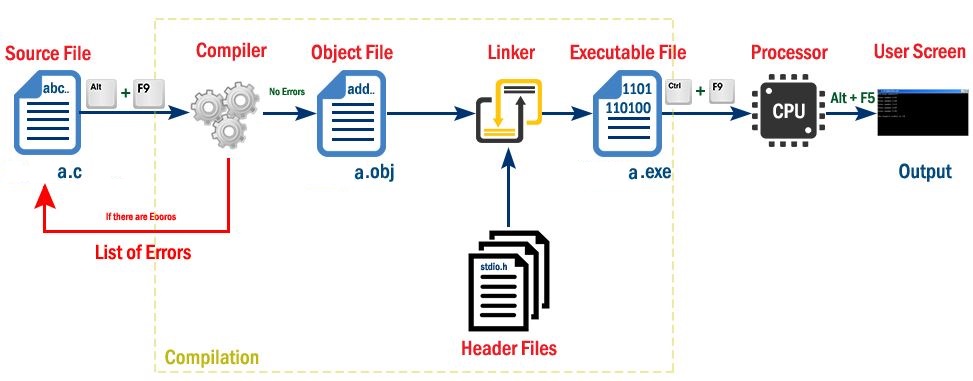 Source File
abc..
a.c
Alt + F9
Compiler
No Errors
Object File
add..
a.obj
Linker
Executable File
1101
110100
a.exe
Ctrl + F9
Processor
CPU
Alt + F5
User Screen
Output
If there are Eooros
List of Errors
stdio.h
Header Files
Compilation